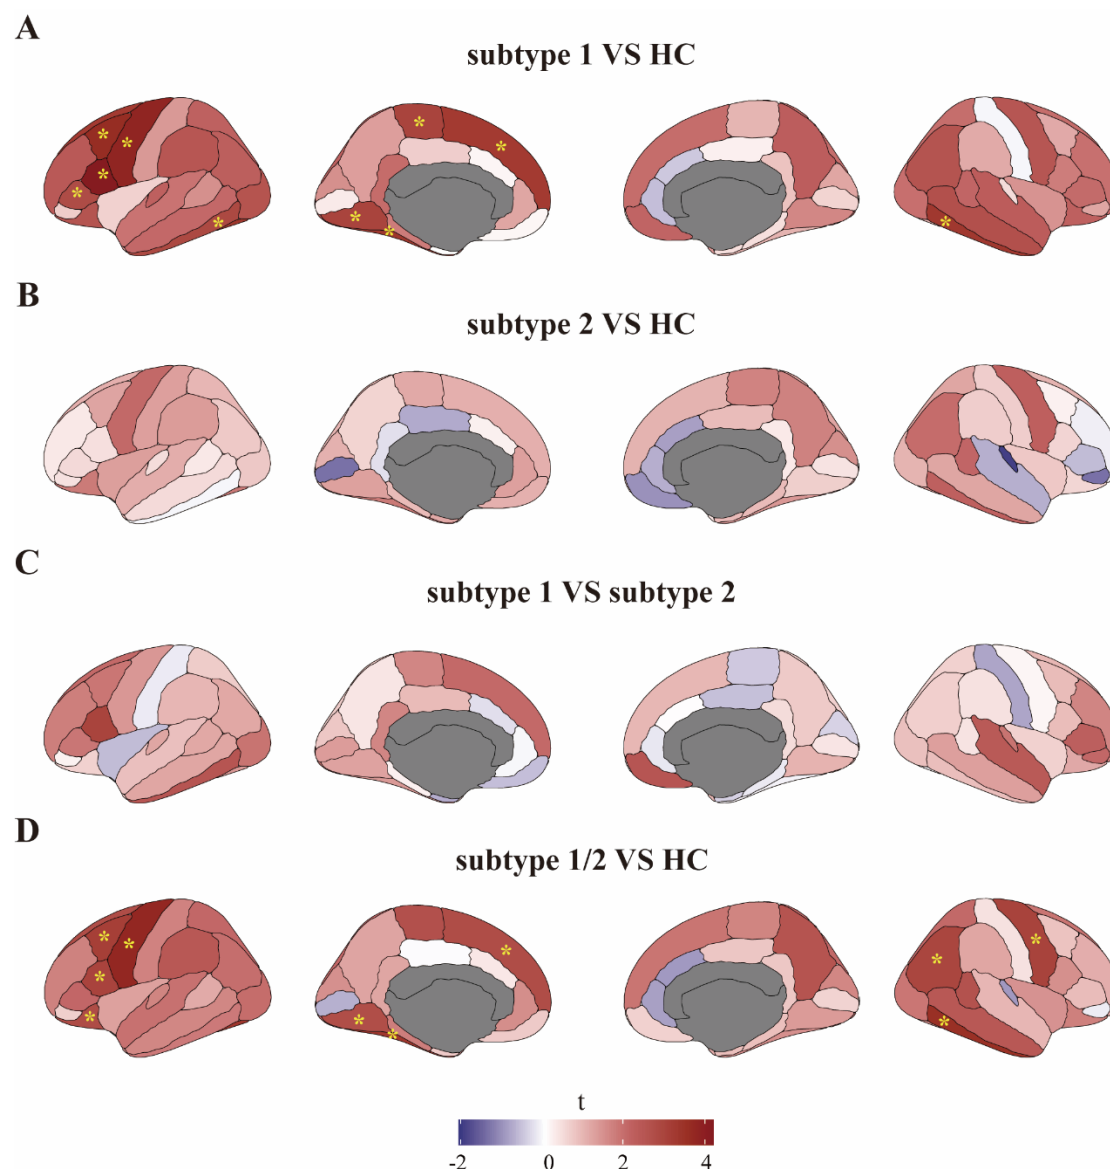 A
subtype 1 VS HC
* * * * * * * * * *
B
subtype 2 VS HC
C
subtype 1 VS subtype 2
D
subtype 1/2 VS HC
* * * * * * * * * *
t
-2 0 2 4